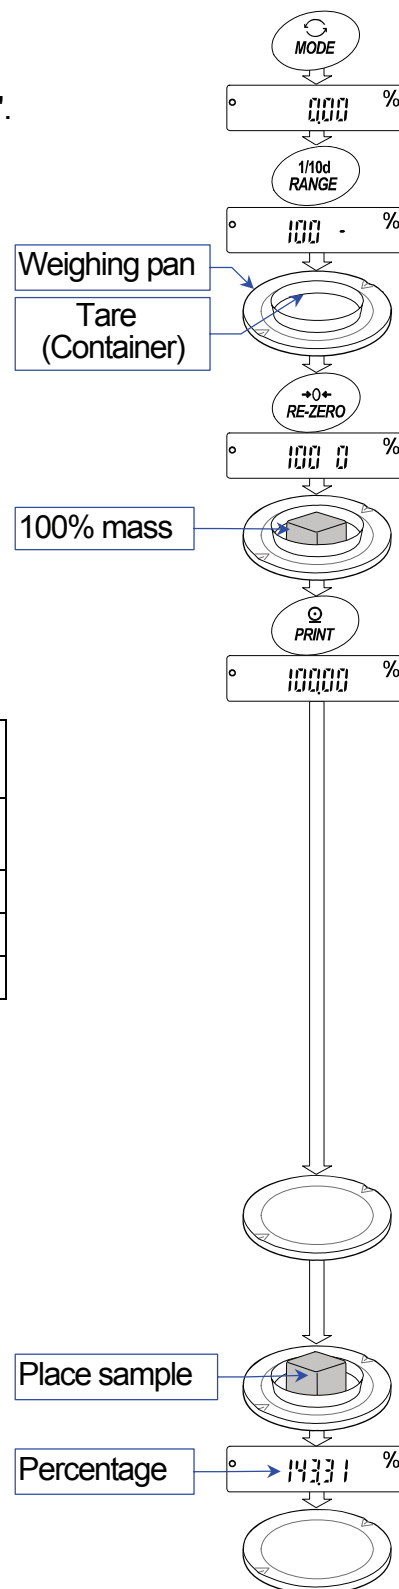 MODE
".
0.00 %
1/10d
RANGE
100 - %
Weighing pan
Tare
(Container)
→0←
RE-ZERO
100 0 %
100% mass
PRINT
100.00 %
Place sample
Percentage
143.31 %